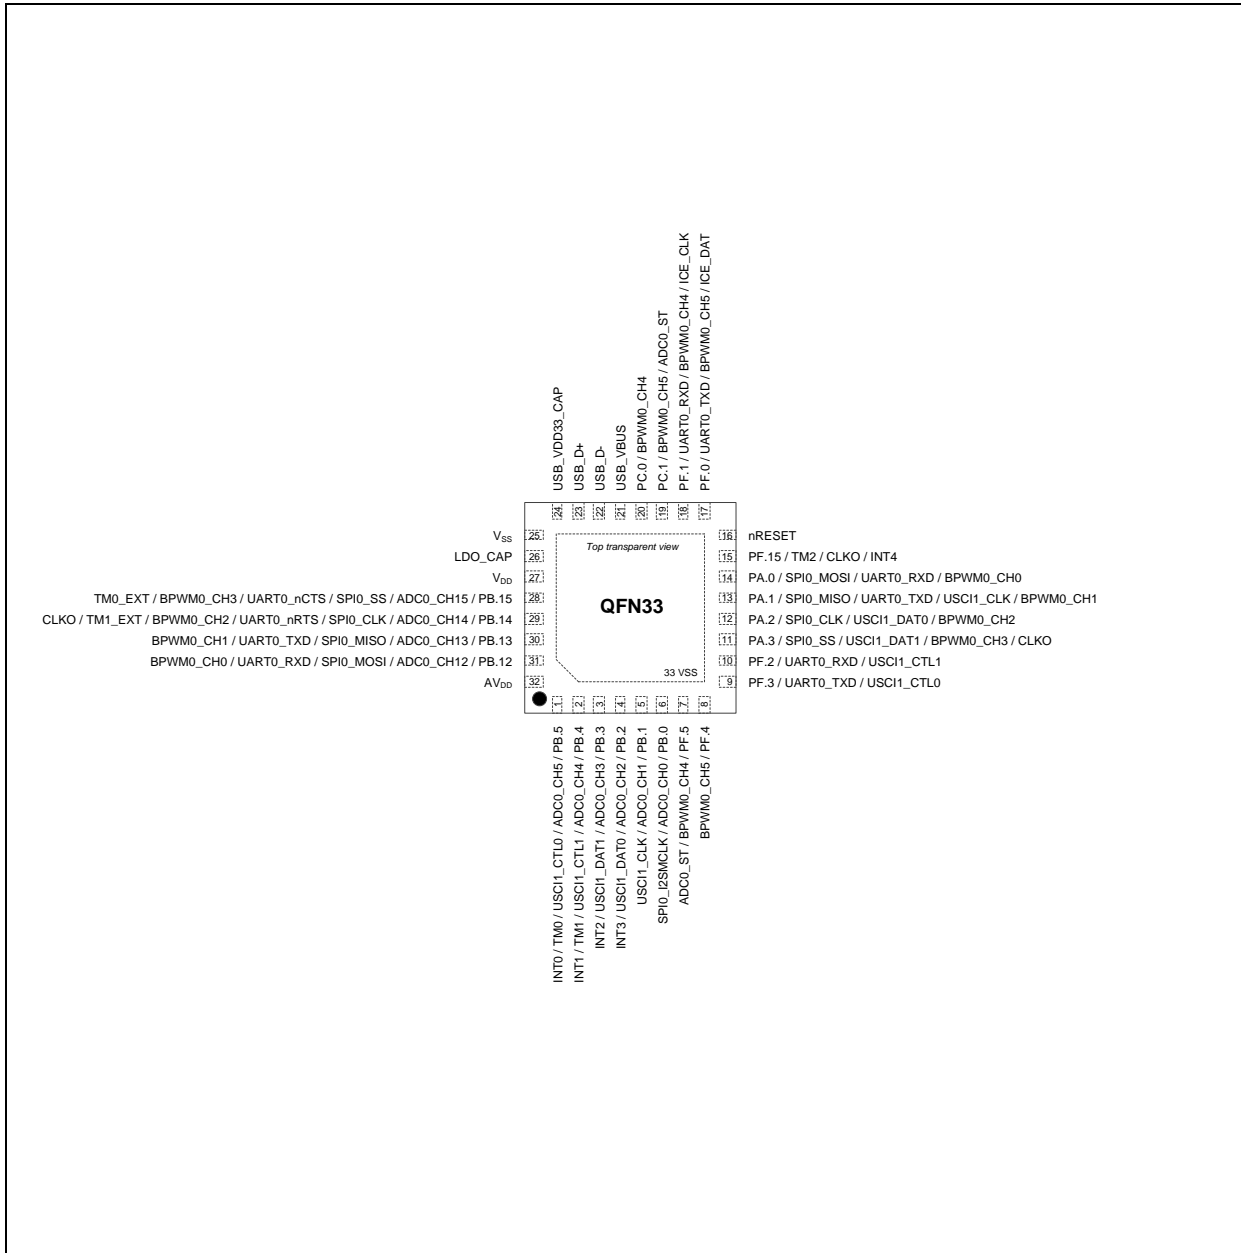 USB_VDD33_CAP
USB_D+
USB_D-
USB_VBUS
PC.0 / BPWM0_CH4
PC.1 / BPWM0_CH5 / ADC0_ST
PF.1 / UART0_RXD / BPWM0_CH4 / ICE_CLK
PF.0 / UART0_TXD / BPWM0_CH5 / ICE_DAT
24
23
22
21
20
19
18
17
VSS
25
LDO_CAP
26
VDD
27
TM0_EXT / BPWM0_CH3 / UART0_nCTS / SPI0_SS / ADC0_CH15 / PB.15
28
CLKO / TM1_EXT / BPWM0_CH2 / UART0_nRTS / SPI0_CLK / ADC0_CH14 / PB.14
29
BPWM0_CH1 / UART0_TXD / SPI0_MISO / ADC0_CH13 / PB.13
30
BPWM0_CH0 / UART0_RXD / SPI0_MOSI / ADC0_CH12 / PB.12
31
AVDD
32
Top transparent view
QFN33
33 VSS
16
nRESET
15
PF.15 / TM2 / CLKO / INT4
14
PA.0 / SPI0_MOSI / UART0_RXD / BPWM0_CH0
13
PA.1 / SPI0_MISO / UART0_TXD / USCI1_CLK / BPWM0_CH1
12
PA.2 / SPI0_CLK / USCI1_DAT0 / BPWM0_CH2
11
PA.3 / SPI0_SS / USCI1_DAT1 / BPWM0_CH3 / CLKO
10
PF.2 / UART0_RXD / USCI1_CTL1
9
PF.3 / UART0_TXD / USCI1_CTL0
1
2
3
4
5
6
7
8
INT0 / TM0 / USCI1_CTL0 / ADC0_CH5 / PB.5
INT1 / TM1 / USCI1_CTL1 / ADC0_CH4 / PB.4
INT2 / USCI1_DAT1 / ADC0_CH3 / PB.3
INT3 / USCI1_DAT0 / ADC0_CH2 / PB.2
USCI1_CLK / ADC0_CH1 / PB.1
SPI0_I2SMCLK / ADC0_CH0 / PB.0
ADC0_ST / BPWM0_CH4 / PF.5
BPWM0_CH5 / PF.4